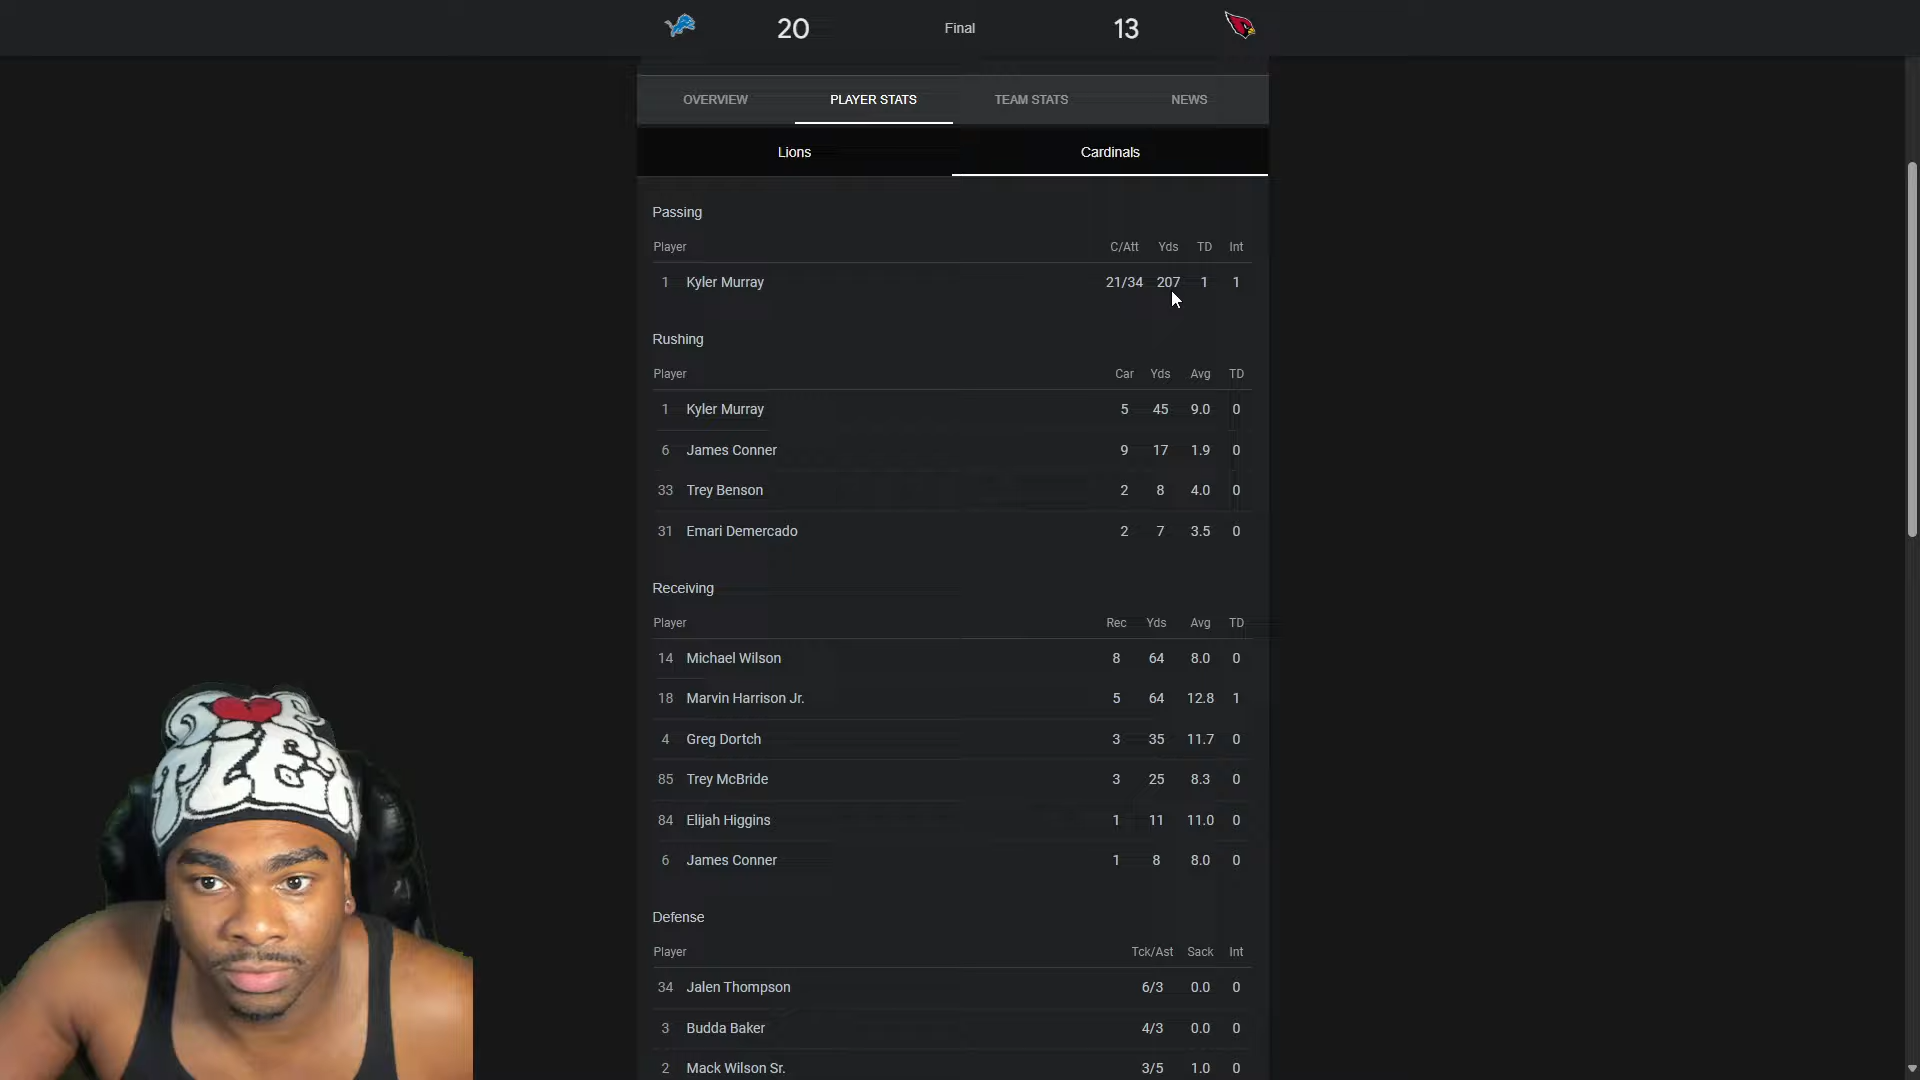 20 Final 13
OVERVIEW PLAYER STATS TEAM STATS NEWS
Lions Cardinals
Passing
Player C/Att Yds TD Int
1 Kyler Murray 21/34 207 1 1
Rushing
Player Car Yds Avg TD
1 Kyler Murray 5 45 9.0 0
6 James Conner 9 17 1.9 0
33 Trey Benson 2 8 4.0 0
31 Emari Demercado 2 7 3.5 0
Receiving
Player Rec Yds Avg TD
14 Michael Wilson 8 64 8.0 0
18 Marvin Harrison Jr. 5 64 12.8 1
4 Greg Dortch 3 35 11.7 0
85 Trey McBride 3 25 8.3 0
84 Elijah Higgins 1 11 11.0 0
6 James Conner 1 8 8.0 0
Defense
Player Tck/Ast Sack Int
34 Jalen Thompson 6/3 0.0 0
3 Budda Baker 4/3 0.0 0
2 Mack Wilson Sr. 3/5 1.0 0